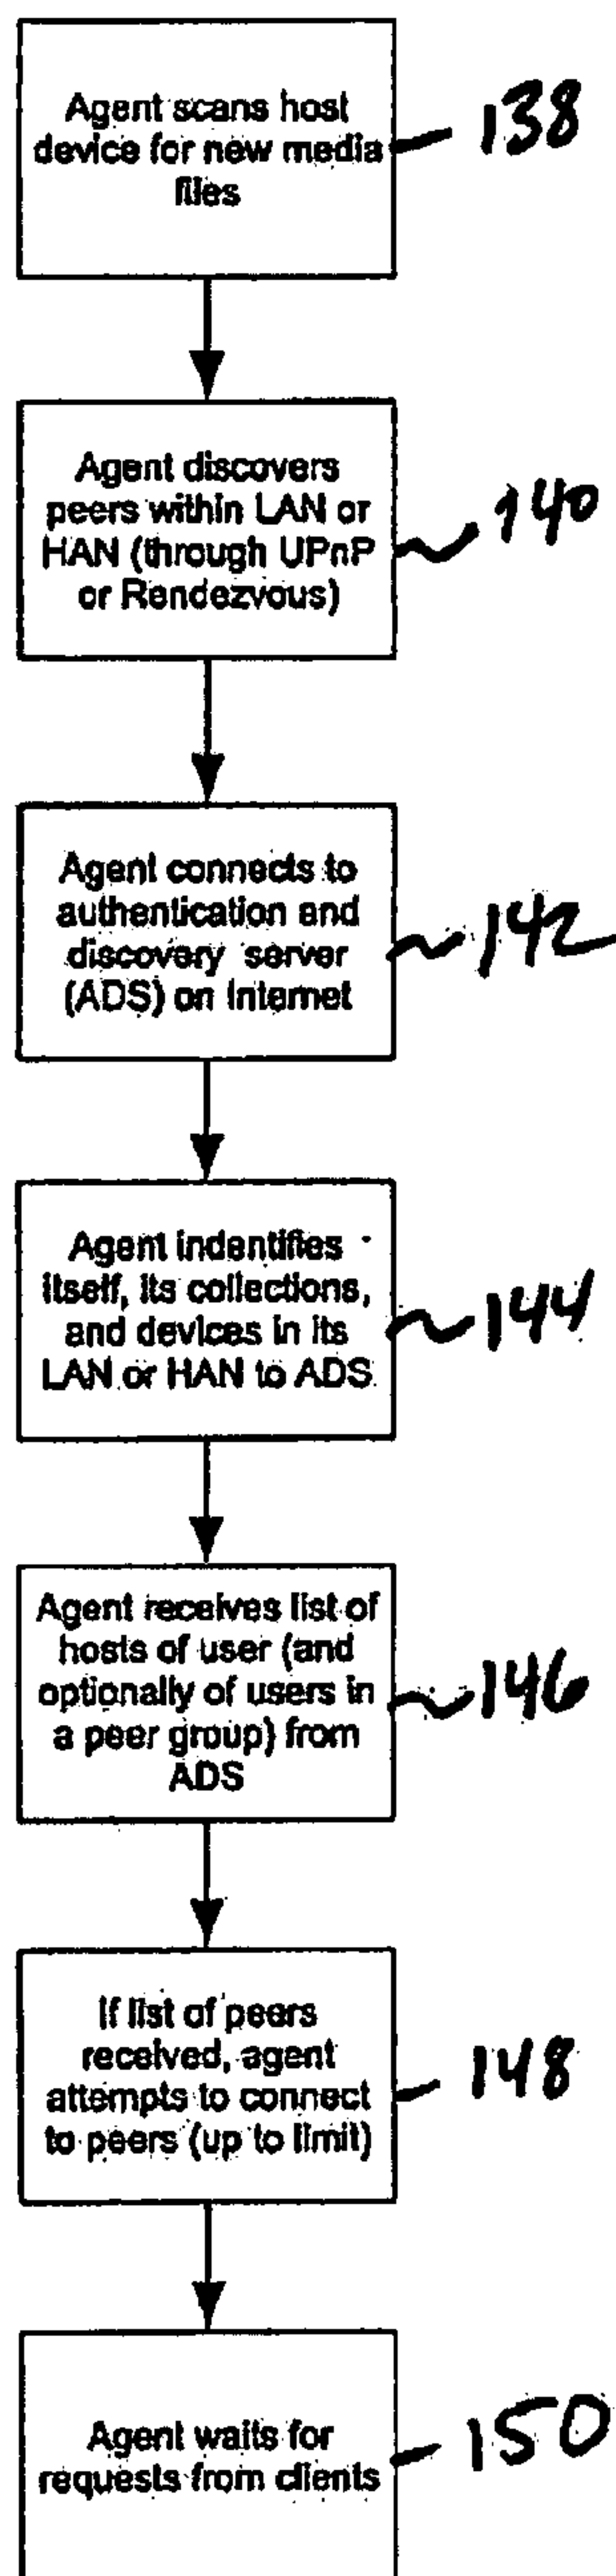 Agent scans host
device for new media
files
138
Agent discovers
peers within LAN or
HAN (through UPnP
or Rendezvous)
140
Agent connects to
authentication and
discovery server
(ADS) on Internet
142
Agent indentifies
itself, its collections,
and devices in its
LAN or HAN to ADS
144
Agent receives list of
hosts of user (and
optionally of users in
a peer group) from
ADS
146
If list of peers
received, agent
attempts to connect
to peers (up to limit)
148
Agent waits for
requests from clients
150